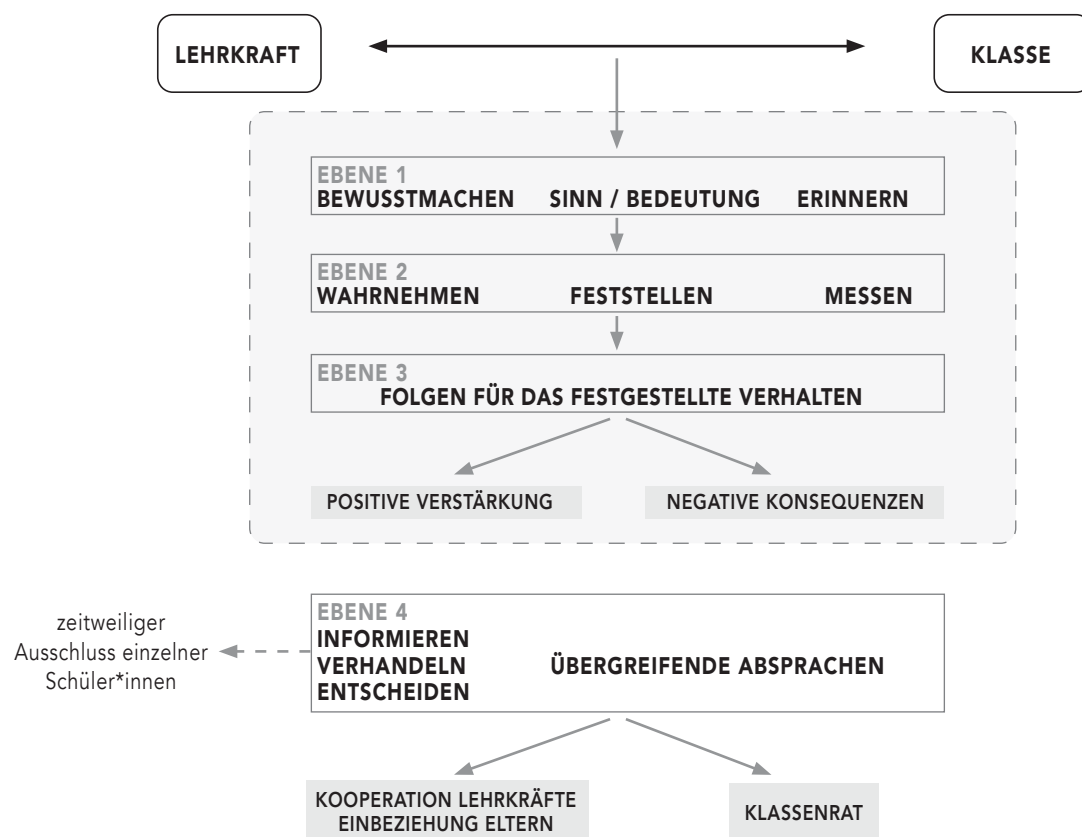 LEHRKRAFT
KLASSE
EBENE 1
BEWUSSTMACHEN SINN / BEDEUTUNG ERINNERN
EBENE 2
WAHRNEHMEN FESTSTELLEN MESSEN
EBENE 3
FOLGEN FÜR DAS FESTGESTELLTE VERHALTEN
POSITIVE VERSTÄRKUNG
NEGATIVE KONSEQUENZEN
zeitweiliger
Ausschluss einzelner
Schüler*innen
EBENE 4
INFORMIEREN
VERHANDELN ÜBERGREIFENDE ABSPRACHEN
ENTSCHEIDEN
KOOPERATION LEHRKRÄFTE
EINBEZIEHUNG ELTERN
KLASSENRAT